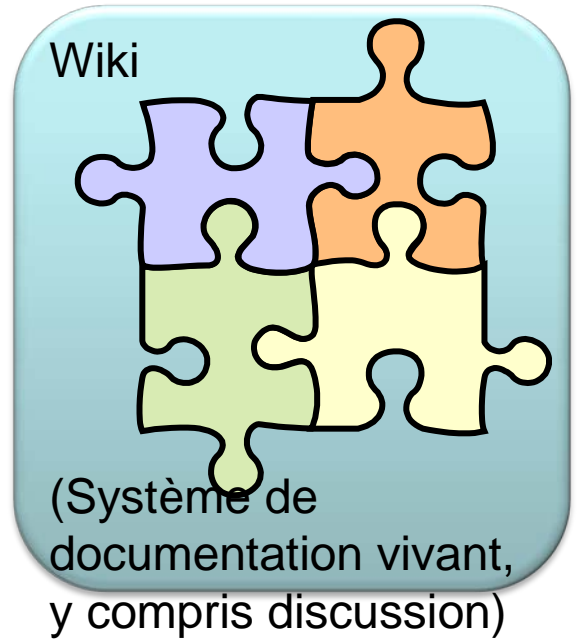 Wiki
(Système de
documentation vivant,
y compris discussion)